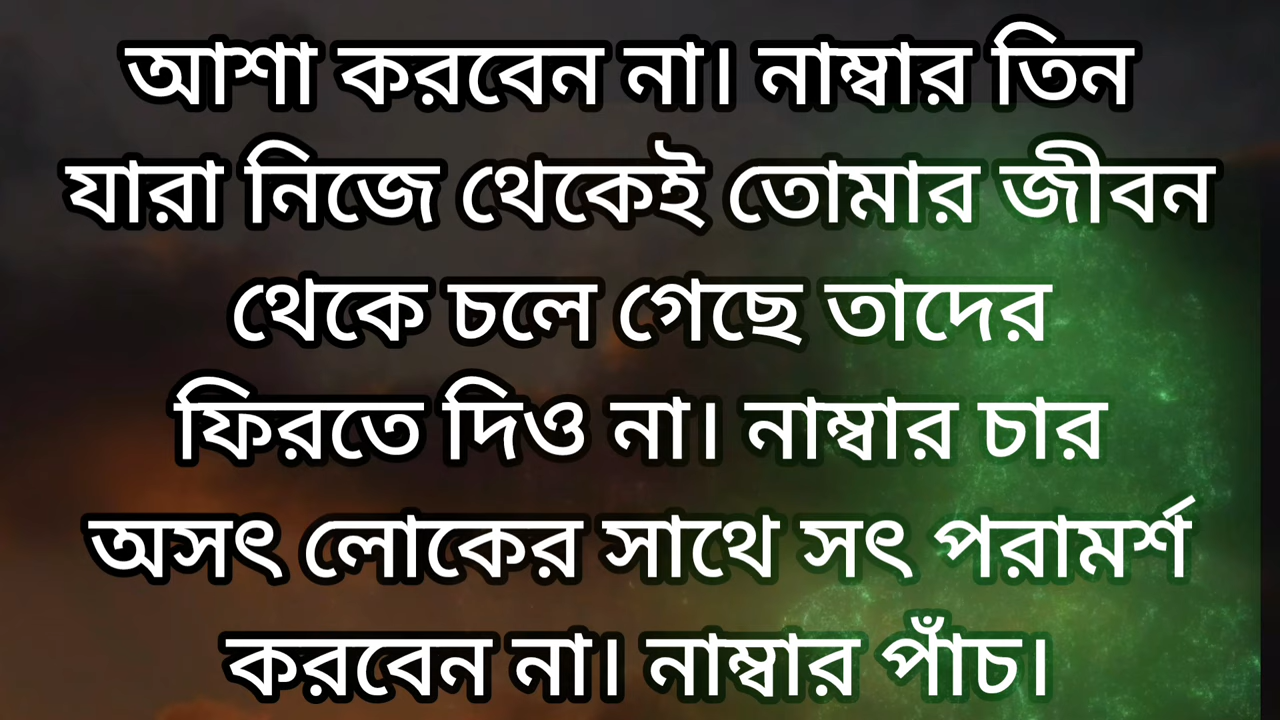 আশা করবেন না। নাম্বার তিন
যারা নিজে থেকেই তোমার জীবন
থেকে চলে গেছে তাদের
ফিরতে দিও না। নাম্বার চার
অসৎ লোকের সাথে সৎ পরামর্শ
করবেন না। নাম্বার পাঁচ।